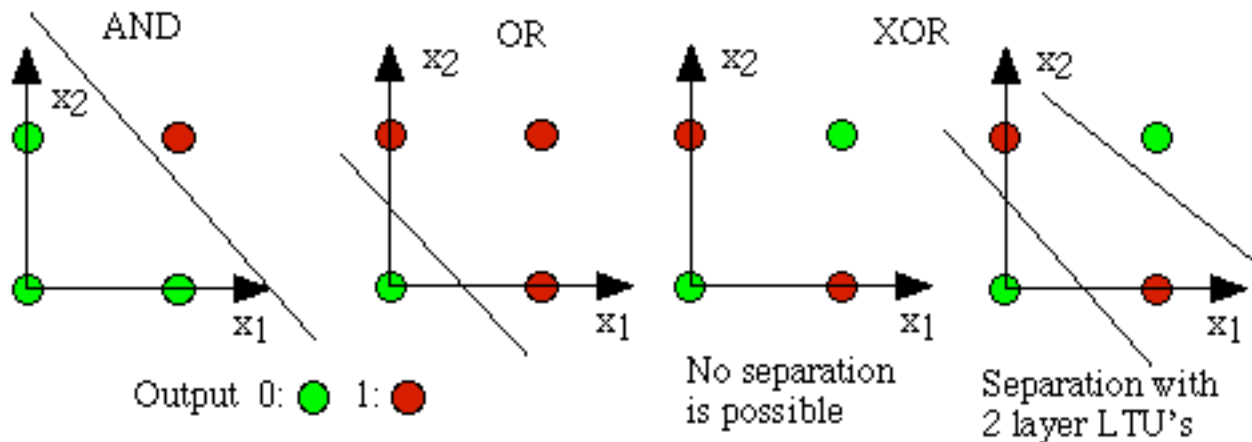 AND
OR
XOR
x2
x2
x2
x2
x1
x1
x1
x1
Output 0: 1:
No separation
is possible
Separation with
2 layer LTU's